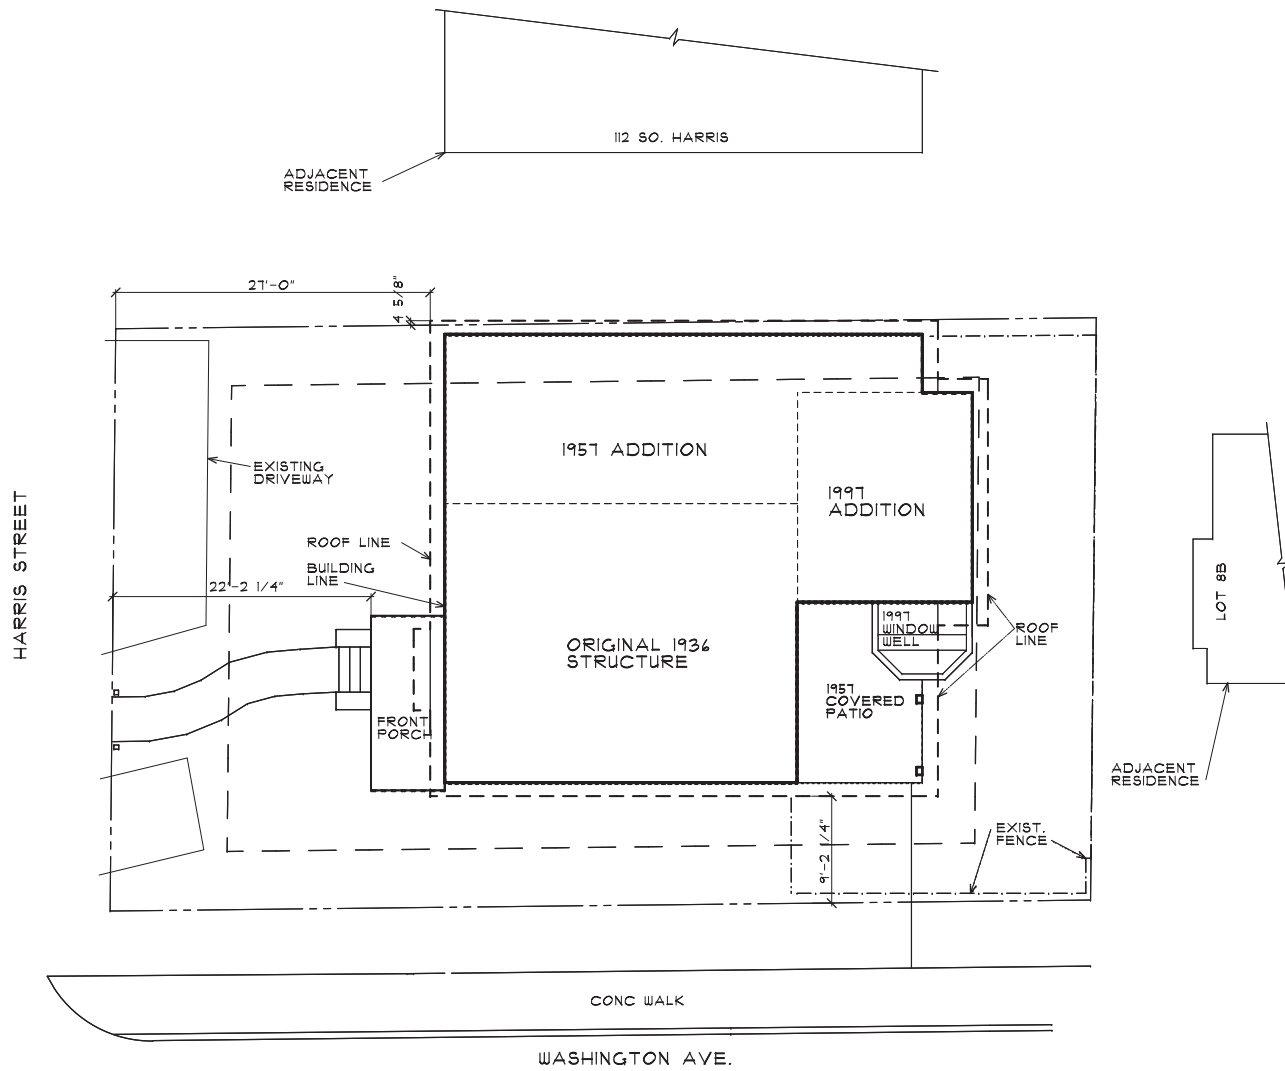 112 SO. HARRIS
ADJACENT
RESIDENCE
27'-0"
4 5/8"
1957 ADDITION
EXISTING
DRIVEWAY
1997
ADDITION
HARRIS STREET
ROOF LINE
BUILDING
LINE
22'-2 1/4"
LOT 8B
1997
WINDOW
WELL
ROOF
LINE
ORIGINAL 1936
STRUCTURE
1957
COVERED
PATIO
FRONT
PORCH
ADJACENT
RESIDENCE
9'-2 1/4"
EXIST.
FENCE
CONC WALK
WASHINGTON AVE.